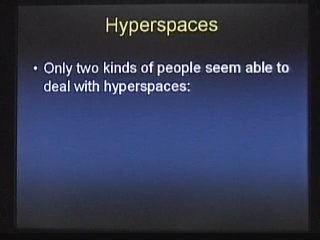 Hyperspaces
• Only two kinds of people seem able to
deal with hyperspaces: